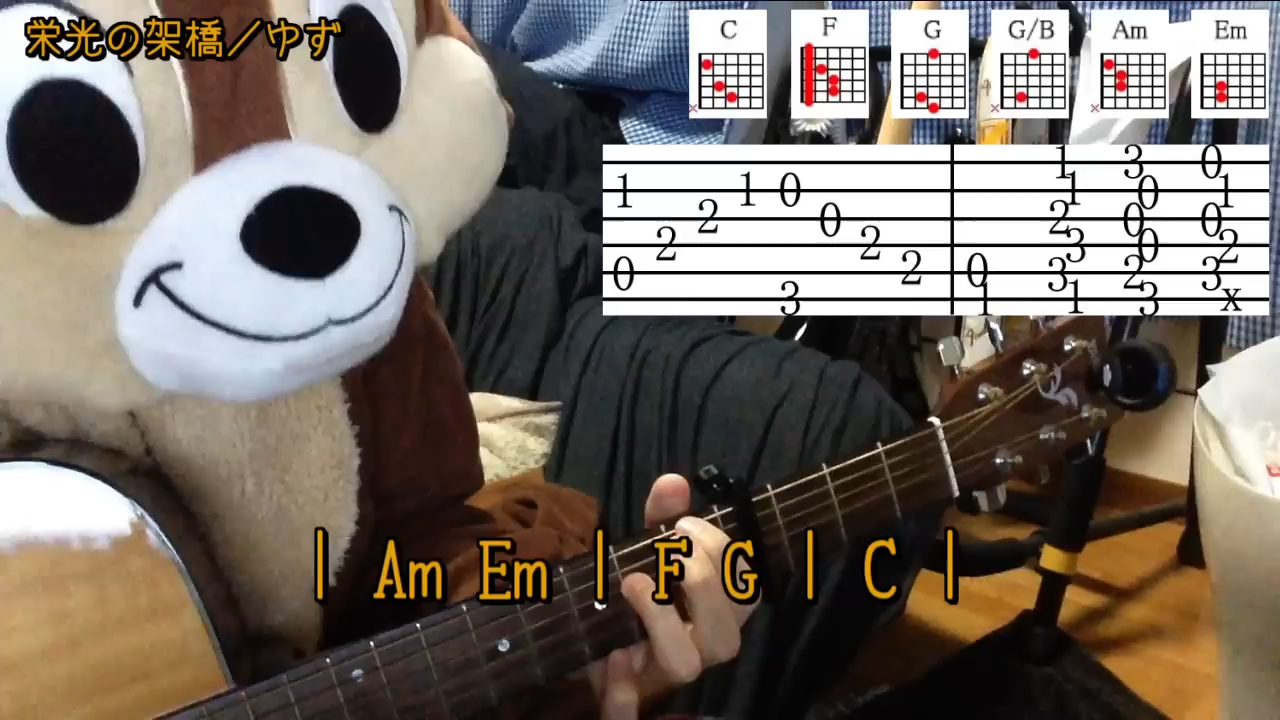 栄光の架橋／ゆず
C F G G/B Am Em
× × ×
1 3 0
1 1 0 1 0 1
2 0 2 0 0
2 2 3 0 2
0 2 0 3 2 3
3 1 1 3 x
| Am Em | F G | C |